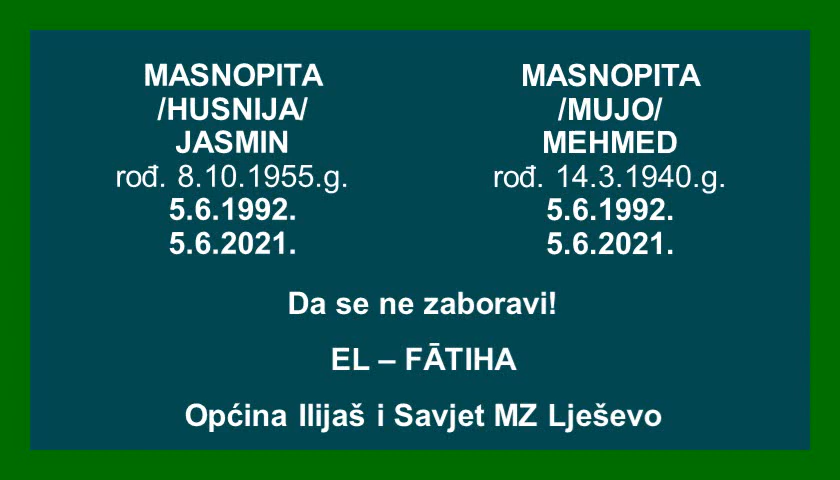 MASNOPITA
/HUSNIJA/
JASMIN
rođ. 8.10.1955.g.
5.6.1992.
5.6.2021.
MASNOPITA
/MUJO/
MEHMED
rođ. 14.3.1940.g.
5.6.1992.
5.6.2021.
Da se ne zaboravi!
EL – FĀTIHA
Općina Ilijaš i Savjet MZ Lješevo